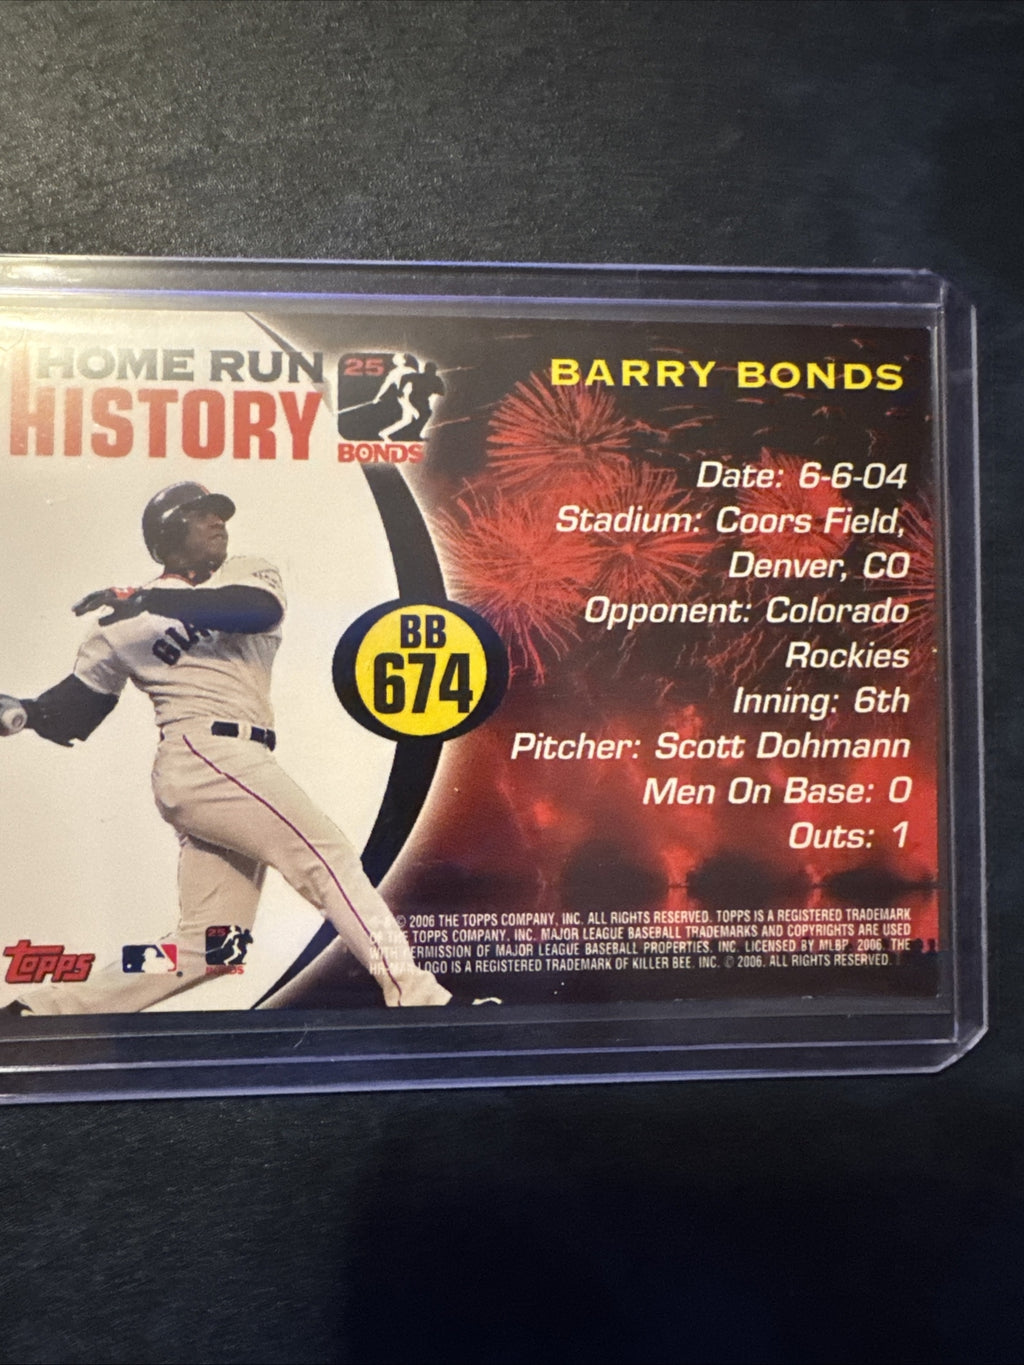 HOME RUN
HISTORY
25
BONDS
BARRY BONDS
Date: 6-6-04
Stadium: Coors Field,
Denver, CO
Opponent: Colorado
Rockies
Inning: 6th
Pitcher: Scott Dohmann
Men On Base: 0
Outs: 1
BB
674
GIA
Topps
25
BONDS
© 2006 THE TOPPS COMPANY, INC. ALL RIGHTS RESERVED. TOPPS IS A REGISTERED TRADEMARK
OF THE TOPPS COMPANY, INC. MAJOR LEAGUE BASEBALL TRADEMARKS AND COPYRIGHTS ARE USED
WITH PERMISSION OF MAJOR LEAGUE BASEBALL PROPERTIES, INC. LICENSED BY MLBP, 2006. THE
LOGO IS A REGISTERED TRADEMARK OF KILLER BEE, INC. © 2006. ALL RIGHTS RESERVED.